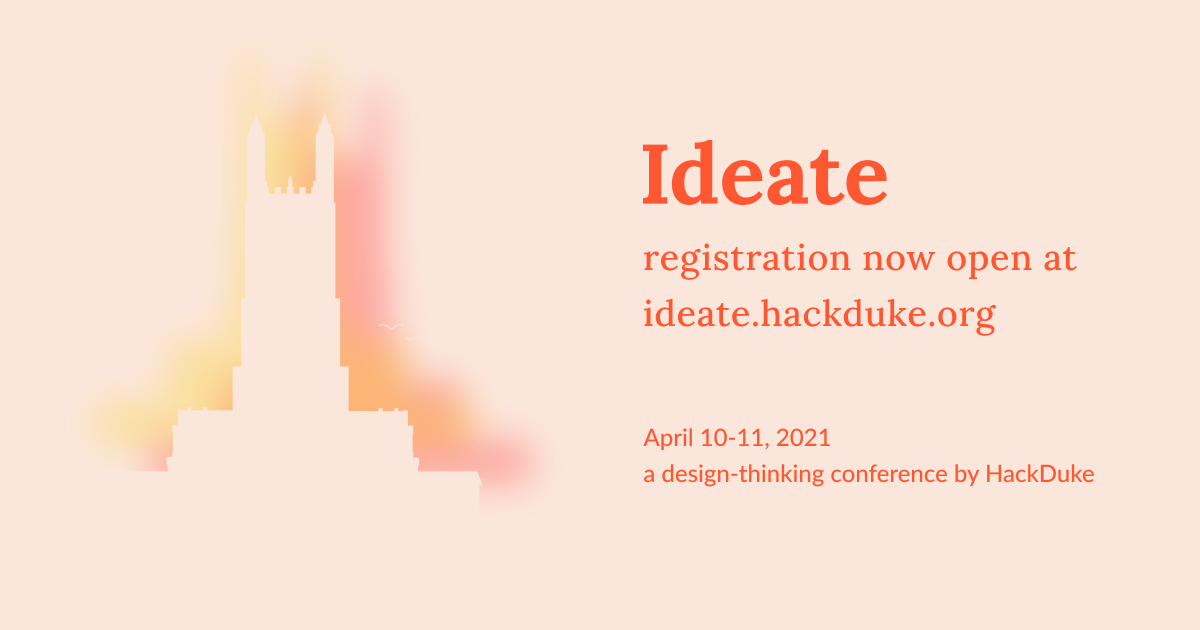 Ideate
registration now open at
ideate.hackduke.org
April 10-11, 2021
a design-thinking conference by HackDuke